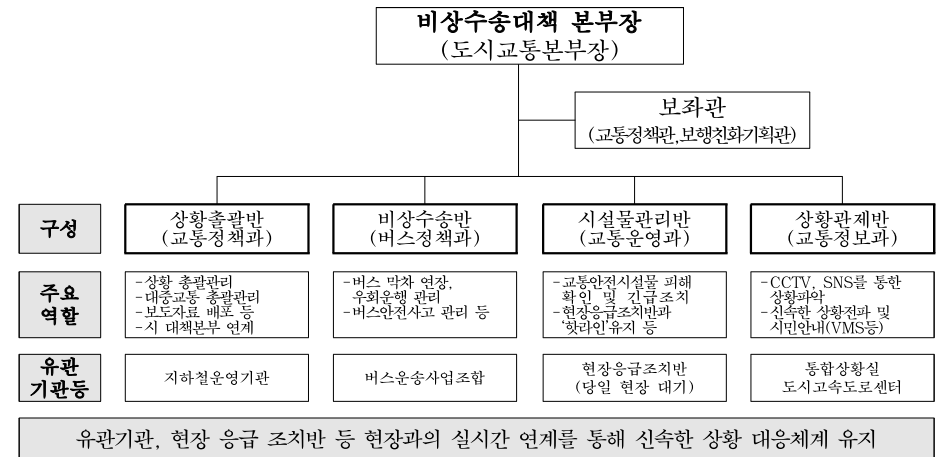 비상수송대책 본부장
(도시교통본부장)
보좌관
(교통정책관,보행친화기획관)
구성
상황총괄반
(교통정책과)
비상수송반
(버스정책과)
시설물관리반
(교통운영과)
상황관제반
(교통정보과)
주요
역할
-상황 총괄관리
-대중교통 총괄관리
-보도자료 배포 등
-시 대책본부 연계
-버스 막차 연장,
우회운행 관리
-버스안전사고 관리 등
-교통안전시설물 피해
확인 및 긴급조치
-현장응급조치반과
'핫라인'유지 등
-CCTV, SNS를 통한
상황파악
-신속한 상황전파 및
시민안내(VMS등)
유관
기관등
지하철운영기관
버스운송사업조합
현장응급조치반
(당일 현장 대기)
통합상황실
도시고속도로센터
유관기관, 현장 응급 조치반 등 현장과의 실시간 연계를 통해 신속한 상황 대응체계 유지